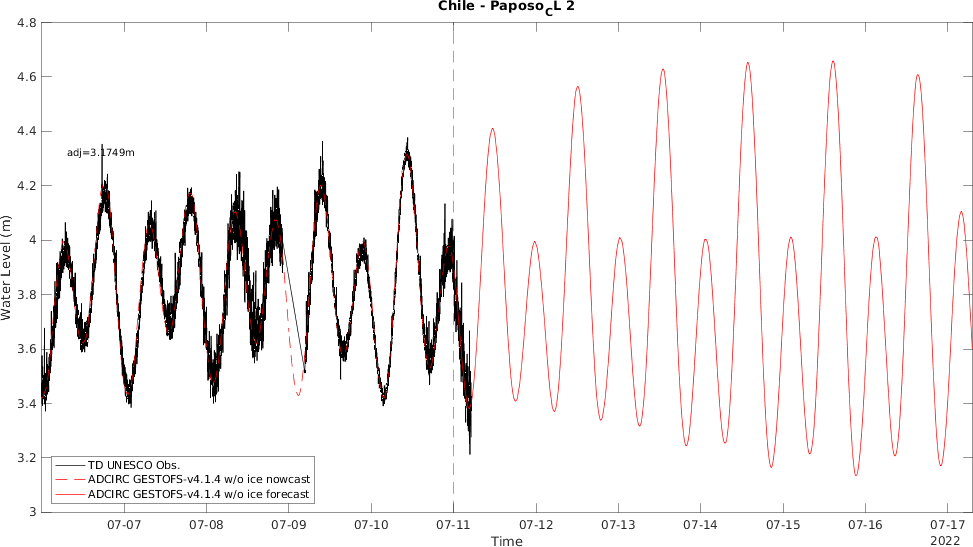 Chile - Paposo_CL 2
4.8
4.6
4.4
4.2
4
3.8
3.6
3.4
3.2
3
Water Level (m)
adj=3.1749m
TD UNESCO Obs.
ADCIRC GESTOFS-v4.1.4 w/o ice nowcast
ADCIRC GESTOFS-v4.1.4 w/o ice forecast
07-07 07-08 07-09 07-10 07-11 07-12 07-13 07-14 07-15 07-16 07-17
Time
2022